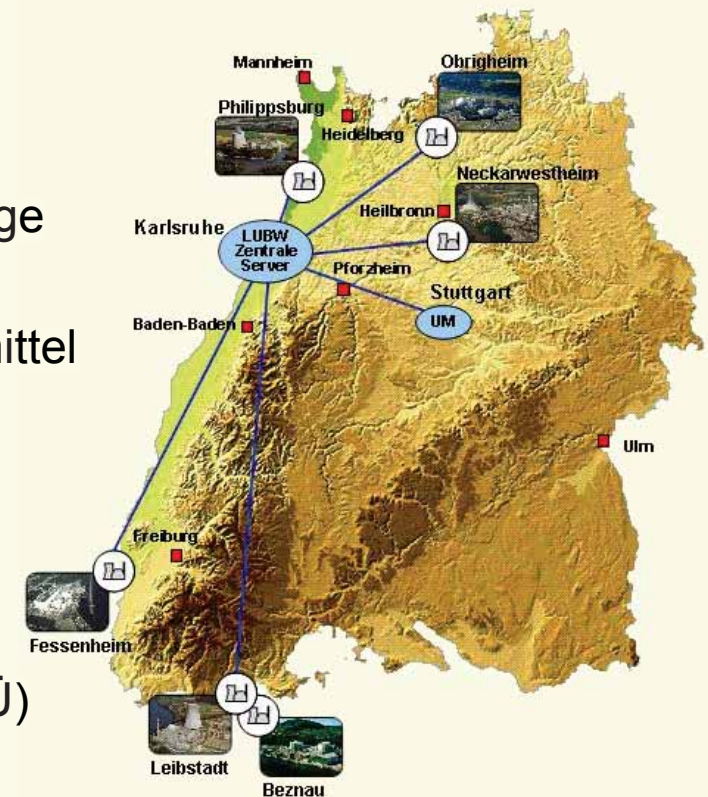 Mannheim
Obrigheim
Philippsburg
Heidelberg
Neckarwestheim
ge
Heilbronn
Karlsruhe
LUBW
Zentrale
Server
Pforzheim
Stuttgart
UM
Baden-Baden
ittel
Ulm
Freiburg
Fessenheim
Ü)
Leibstadt
Beznau